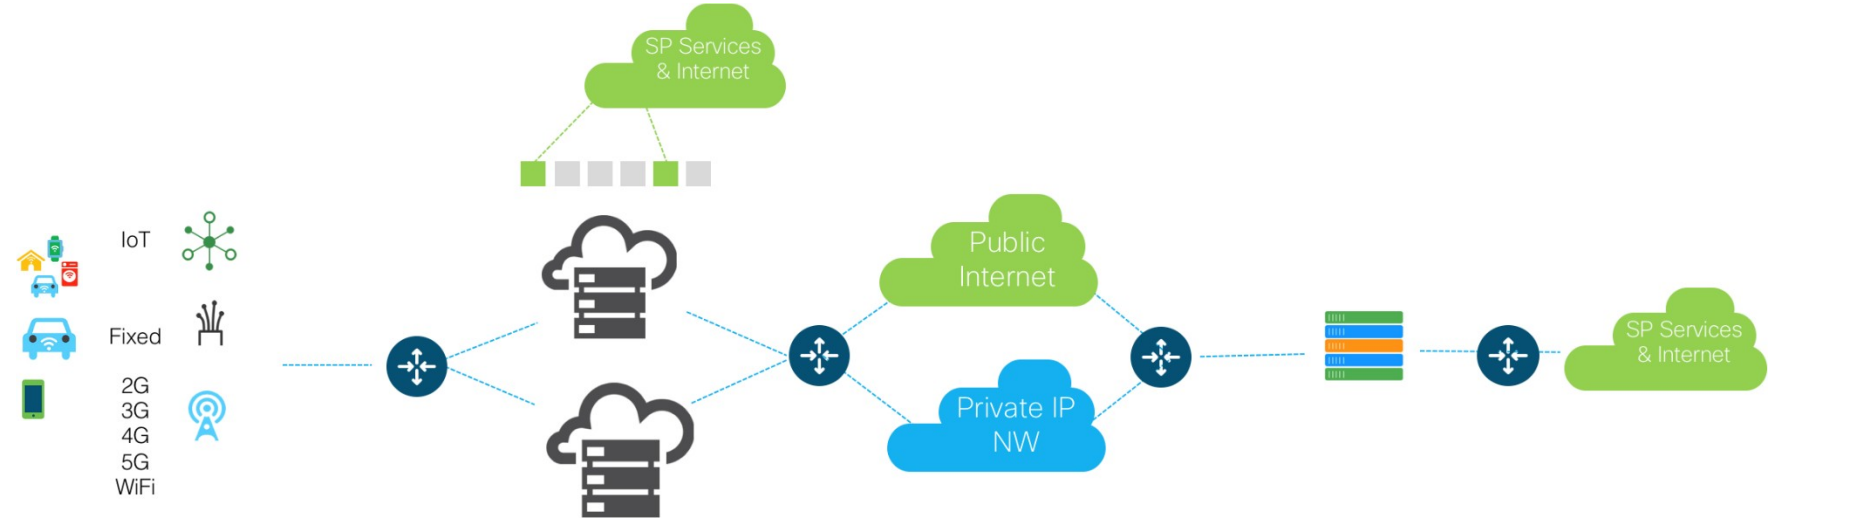 SP Services
& Internet
IoT
Fixed
2G
3G
4G
5G
WiFi
Public
Internet
Private IP
NW
SP Services
& Internet